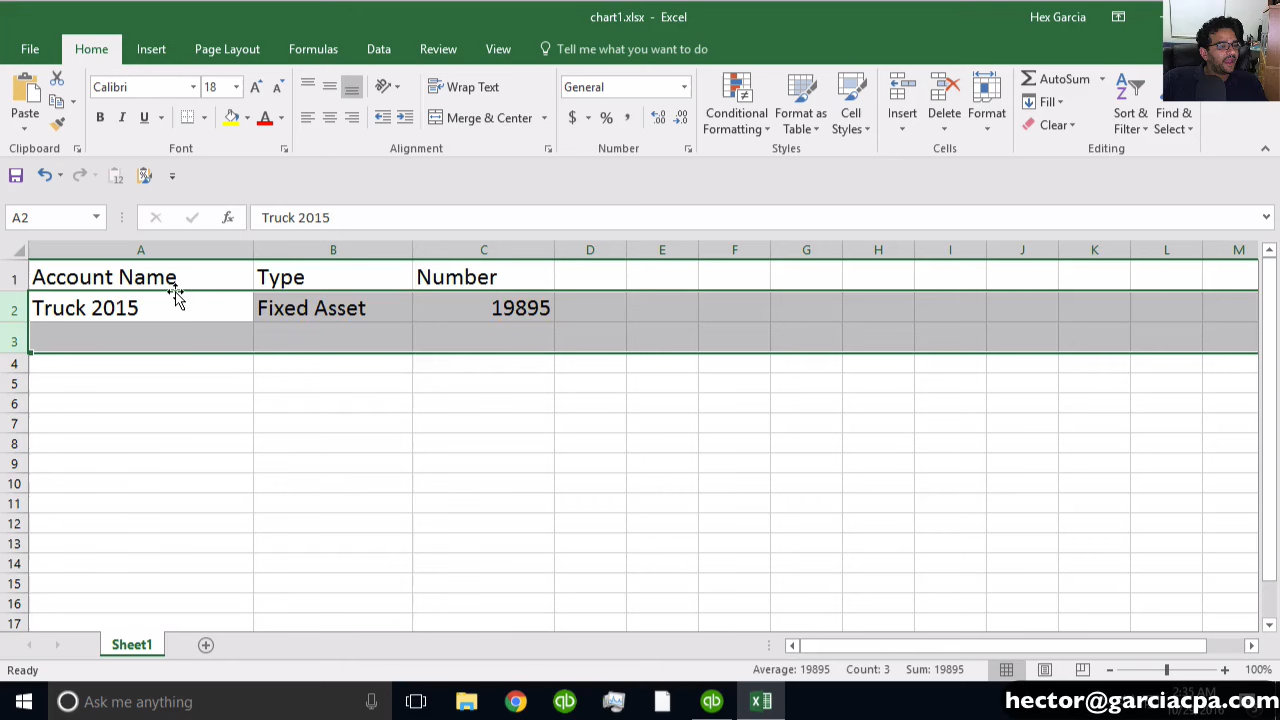 chart1.xlsx - Excel
Hex Garcia
File Home Insert Page Layout Formulas Data Review View Tell me what you want to do
Paste
Clipboard
Calibri 18
B I U A
Font
Wrap Text
Merge & Center
Alignment
General
$ % ,
Number
Conditional Formatting
Format as Table
Cell Styles
Styles
Insert Delete Format
Cells
AutoSum
Fill
Clear
Sort & Filter
Find & Select
Editing
A2 fx Truck 2015
A B C D E F G H I J K L M
1 Account Name Type Number
2 Truck 2015 Fixed Asset 19895
3
4
5
6
7
8
9
10
11
12
13
14
15
16
17
Sheet1
Ready Average: 19895 Count: 3 Sum: 19895 100%
Ask me anything
hector@garciacpa.com